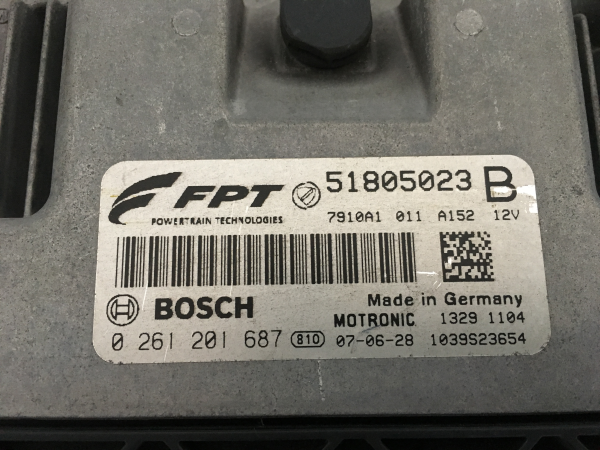 FPT 51805023 B
POWERTRAIN TECHNOLOGIES 7910A1 011 A152 12V
BOSCH Made in Germany
MOTRONIC 1329 1104
0 261 201 687 810 07-06-28 1039S23654